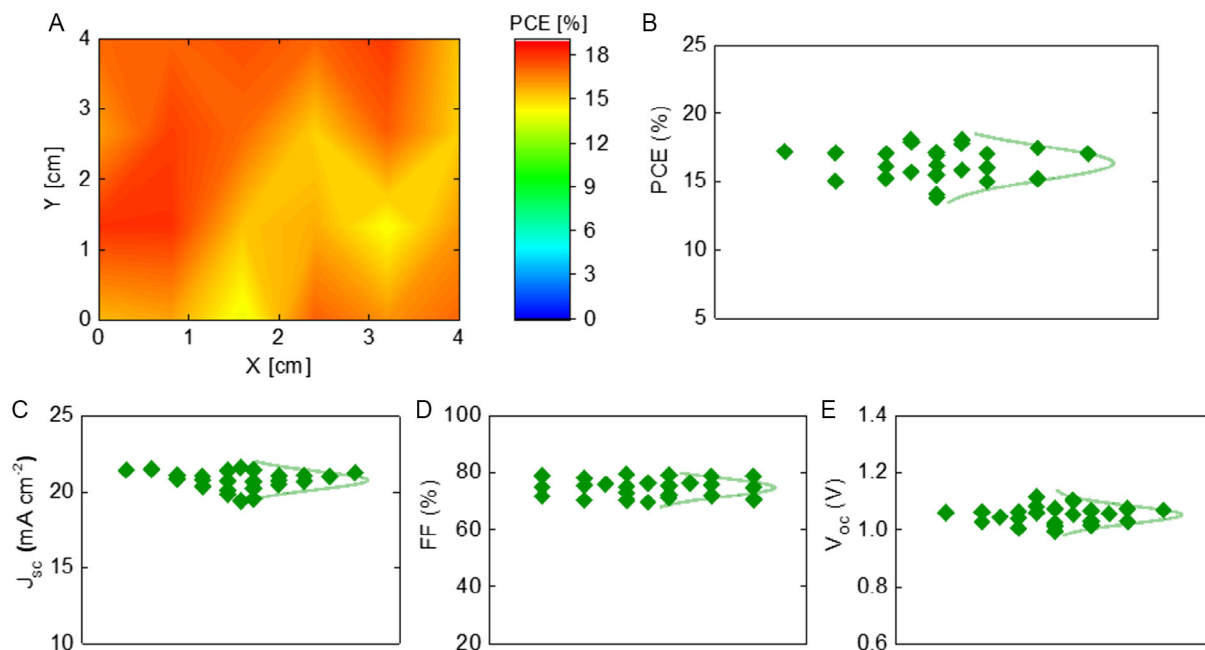 A
PCE [%]
4
3
2
1
0
Y [cm]
0 1 2 3 4
X [cm]
18
15
12
9
6
3
0
B
25
20
15
10
5
PCE (%)
C
25
20
15
10
Jsc (mA cm-2)
D
100
80
60
40
20
FF (%)
E
1.4
1.2
1.0
0.8
0.6
Voc (V)